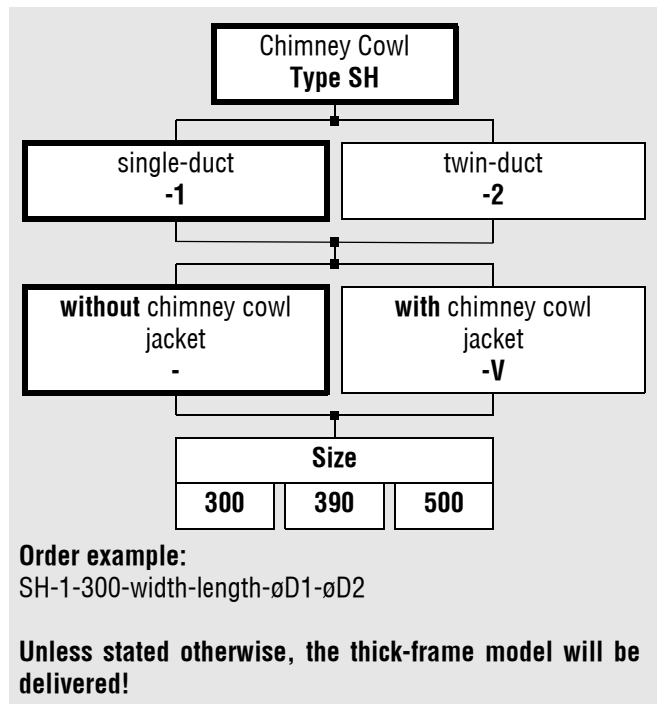 Chimney Cowl
Type SH
single-duct
-1
twin-duct
-2
without chimney cowl
jacket
-
with chimney cowl
jacket
-V
Size
300
390
500
Order example:
SH-1-300-width-length-øD1-øD2
Unless stated otherwise, the thick-frame model will be
delivered!